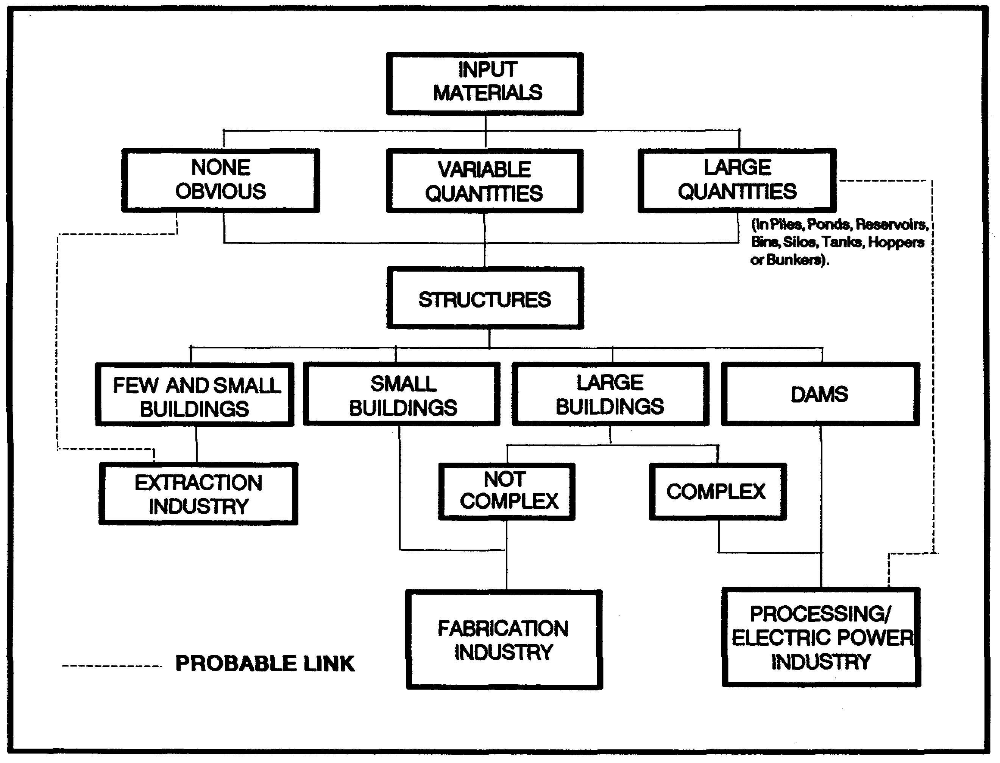 INPUT
MATERIALS
NONE
OBVIOUS
VARIABLE
QUANTITIES
LARGE
QUANTITIES
(In Piles, Ponds, Reservoirs,
Bins, Silos, Tanks, Hoppers
or Bunkers).
STRUCTURES
FEW AND SMALL
BUILDINGS
SMALL
BUILDINGS
LARGE
BUILDINGS
DAMS
EXTRACTION
INDUSTRY
NOT
COMPLEX
COMPLEX
FABRICATION
INDUSTRY
PROCESSING/
ELECTRIC POWER
INDUSTRY
PROBABLE LINK